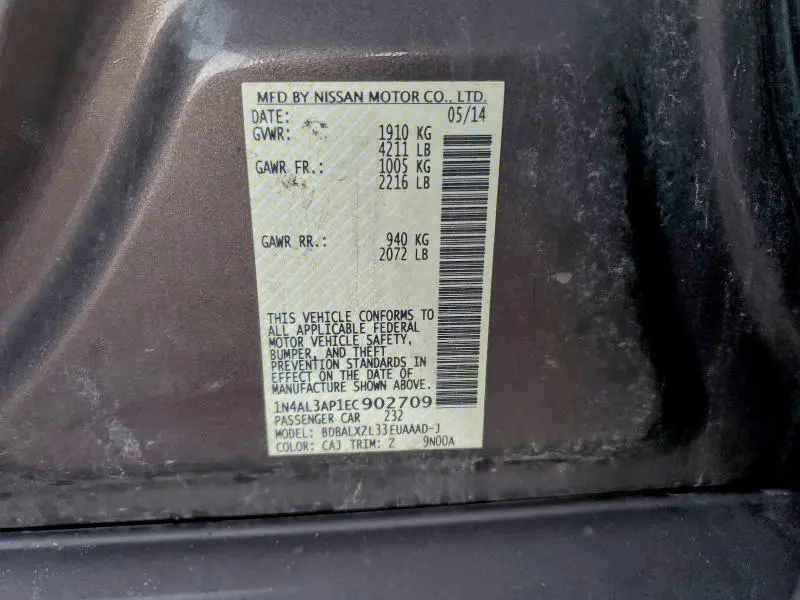 MFD BY NISSAN MOTOR CO., LTD.
DATE: 05/14
GVWR: 1910 KG
4211 LB
GAWR FR.: 1005 KG
2216 LB
GAWR RR.: 940 KG
2072 LB
THIS VEHICLE CONFORMS TO
ALL APPLICABLE FEDERAL
MOTOR VEHICLE SAFETY,
BUMPER, AND THEFT
PREVENTION STANDARDS IN
EFFECT ON THE DATE OF
MANUFACTURE SHOWN ABOVE.
1N4AL3AP1EC902709
PASSENGER CAR 232
MODEL: BDBALXZL33EUAAAD-J
COLOR: CAJ TRIM: Z 9N00A